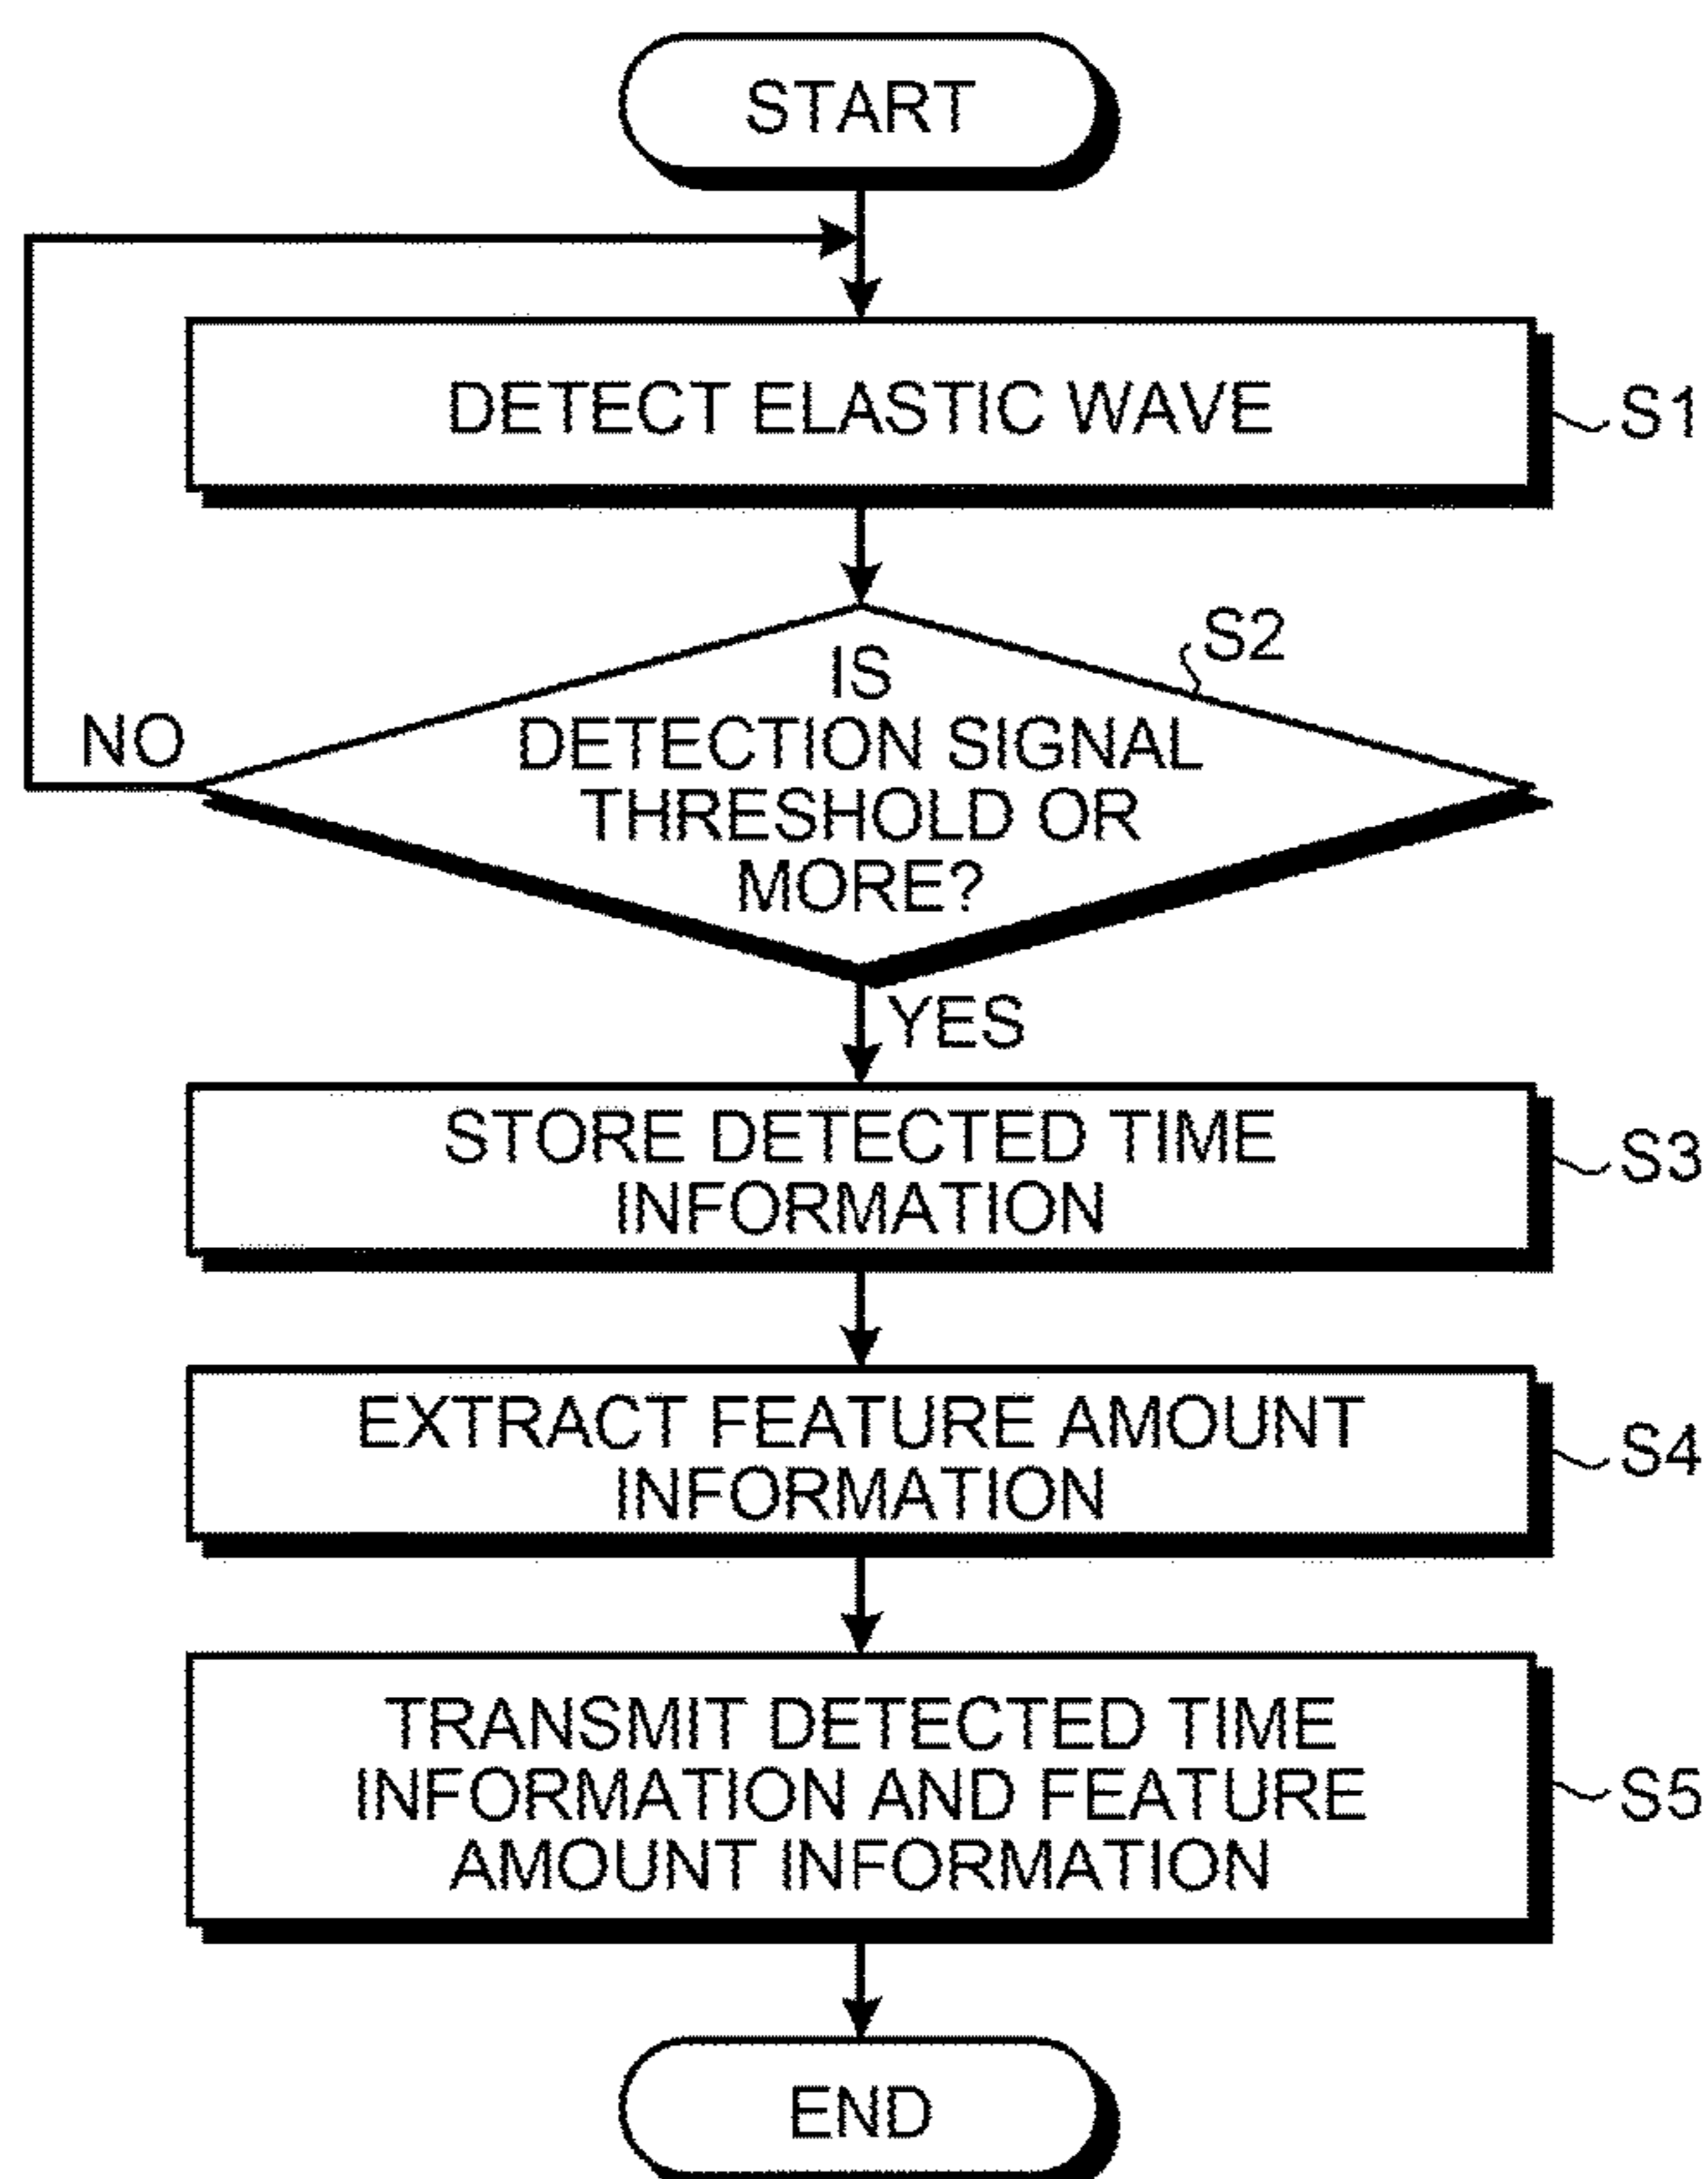 START
DETECT ELASTIC WAVE
S1
S2
IS
DETECTION SIGNAL
THRESHOLD OR
MORE?
NO
YES
STORE DETECTED TIME
INFORMATION
S3
EXTRACT FEATURE AMOUNT
INFORMATION
S4
TRANSMIT DETECTED TIME
INFORMATION AND FEATURE
AMOUNT INFORMATION
S5
END